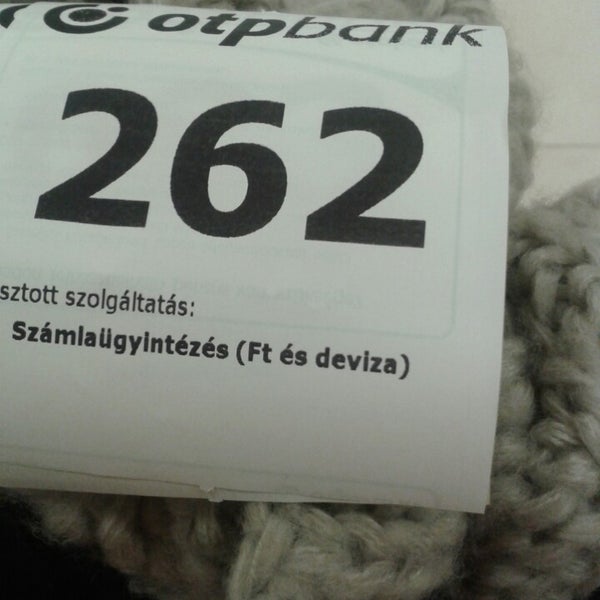 otpbank
262
sztott szolgáltatás:
Számlaügyintézés (Ft és deviza)